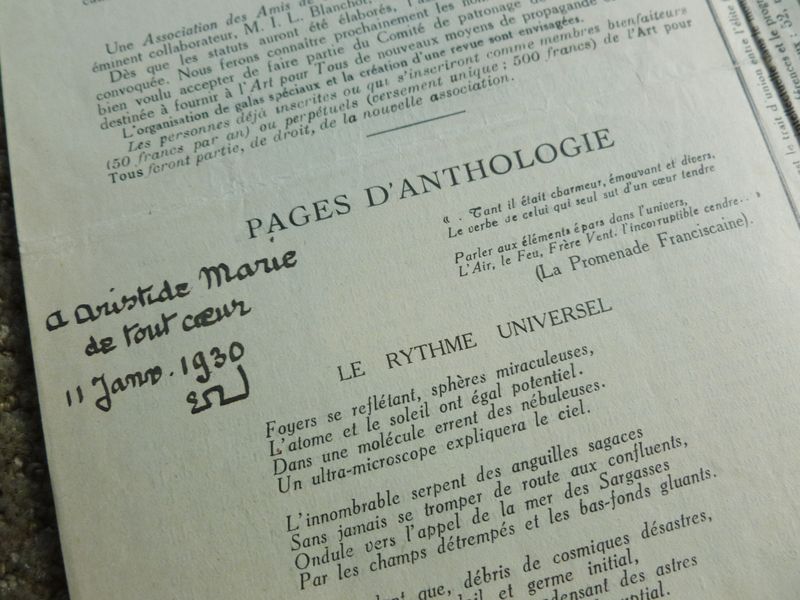 Une Association des Amis de
éminent collaborateur, M. I. L. Blanchot.
Dès que les statuts auront été élaborés, l'as
convoquée. Nous ferons connaître prochainement les nom
bien voulu accepter de faire partie du Comité de patronage de
destinée à fournir à l'Art pour Tous de nouveaux moyens de propagande
L'organisation de galas spéciaux et la création d'une revue sont envisagées.
Les personnes déjà inscrites ou qui s'inscriront comme membres bienfaiteurs
(50 francs par an) ou perpétuels (versement unique : 500 francs) de l'Art pour
Tous feront partie, de droit, de la nouvelle association.
PAGES D'ANTHOLOGIE
« . Tant il était charmeur, émouvant et divers,
Le verbe de celui qui seul sut d'un cœur tendre
Parler aux éléments épars dans l'univers,
L'Air, le Feu, Frère Vent, l'incorruptible cendre.. »
(La Promenade Franciscaine).
a Aristide Marie
de tout cœur
11 Janv. 1930
LE RYTHME UNIVERSEL
Foyers se reflétant, sphères miraculeuses,
L'atome et le soleil ont égal potentiel.
Dans une molécule errent des nébuleuses.
Un ultra-microscope expliquera le ciel.
L'innombrable serpent des anguilles sagaces
Sans jamais se tromper de route aux confluents,
Ondule vers l'appel de la mer des Sargasses
Par les champs détrempés et les bas-fonds gluants.
que, débris de cosmiques désastres,
et germe initial,
des astres